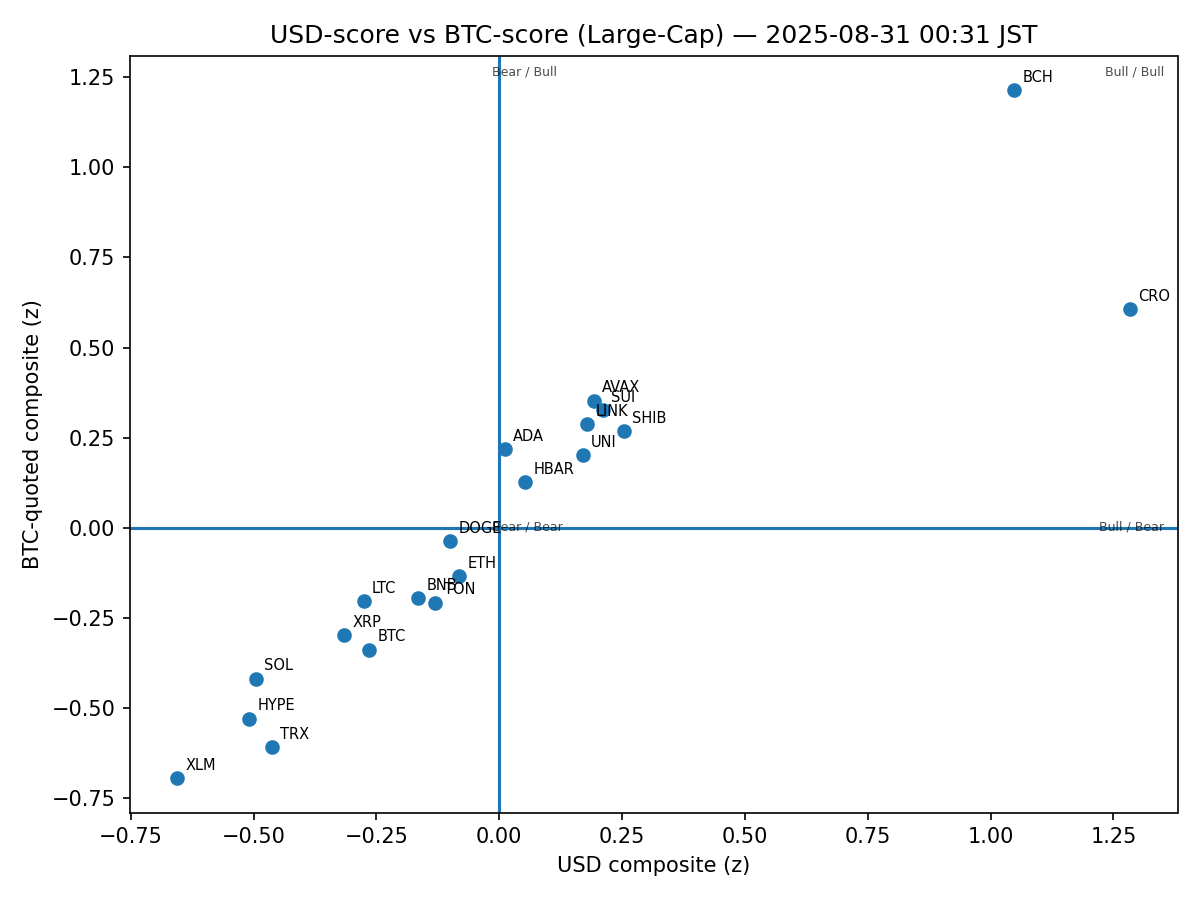 USD-score vs BTC-score (Large-Cap) — 2025-08-31 00:31 JST
Bear / Bull
Bull / Bull
BCH
CRO
AVAX
SUI
LINK
SHIB
ADA
UNI
HBAR
DOGE
Bear / Bear
Bull / Bear
ETH
LTC
BNB
TON
XRP
BTC
SOL
HYPE
TRX
XLM
1.25
1.00
0.75
0.50
0.25
0.00
−0.25
−0.50
−0.75
BTC-quoted composite (z)
−0.75
−0.50
−0.25
0.00
0.25
0.50
0.75
1.00
1.25
USD composite (z)